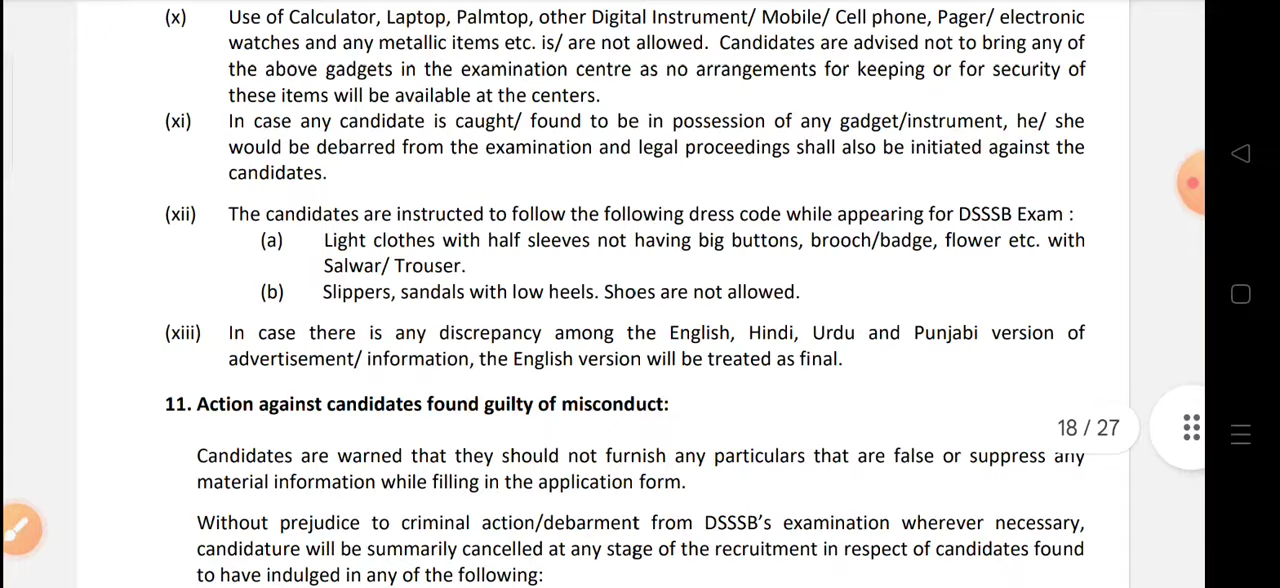 (x) Use of Calculator, Laptop, Palmtop, other Digital Instrument/ Mobile/ Cell phone, Pager/ electronic
watches and any metallic items etc. is/ are not allowed. Candidates are advised not to bring any of
the above gadgets in the examination centre as no arrangements for keeping or for security of
these items will be available at the centers.
(xi) In case any candidate is caught/ found to be in possession of any gadget/instrument, he/ she
would be debarred from the examination and legal proceedings shall also be initiated against the
candidates.
(xii) The candidates are instructed to follow the following dress code while appearing for DSSSB Exam :
(a) Light clothes with half sleeves not having big buttons, brooch/badge, flower etc. with
Salwar/ Trouser.
(b) Slippers, sandals with low heels. Shoes are not allowed.
(xiii) In case there is any discrepancy among the English, Hindi, Urdu and Punjabi version of
advertisement/ information, the English version will be treated as final.
11. Action against candidates found guilty of misconduct:
18 / 27
Candidates are warned that they should not furnish any particulars that are false or suppress any
material information while filling in the application form.
Without prejudice to criminal action/debarment from DSSSB’s examination wherever necessary,
candidature will be summarily cancelled at any stage of the recruitment in respect of candidates found
to have indulged in any of the following: